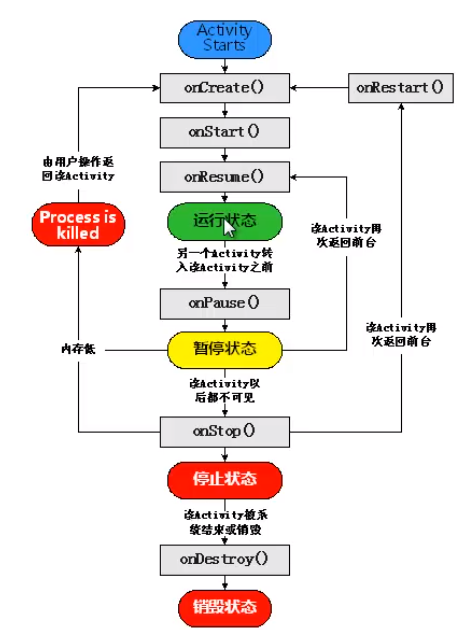 Activity
Starts
onCreate()
onRestart()
onStart()
由用户操作返
回该Activity
onResume()
Process is
killed
运行状态
该Activity再
次返回前台
另一个Activity转
入该Activity之前
onPause()
该Activity再
次返回前台
内存低
暂停状态
该Activity以
后都不可见
onStop()
停止状态
该Activity被系
统结束或销毁
onDestroy()
销毁状态